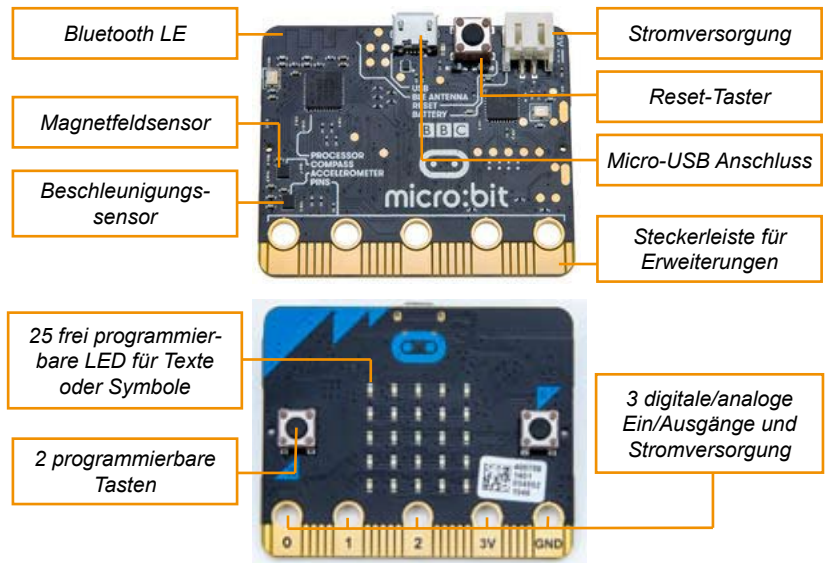 Bluetooth LE
Stromversorgung
Reset-Taster
Magnetfeldsensor
Micro-USB Anschluss
Beschleunigungs-
sensor
Steckerleiste für
Erweiterungen
USB
BLE ANTENNA
RESET
BATTERY
BBC
PROCESSOR
COMPASS
ACCELEROMETER
PINS
micro:bit
25 frei programmier-
bare LED für Texte
oder Symbole
2 programmierbare
Tasten
3 digitale/analoge
Ein/Ausgänge und
Stromversorgung
0 1 2 3V GND